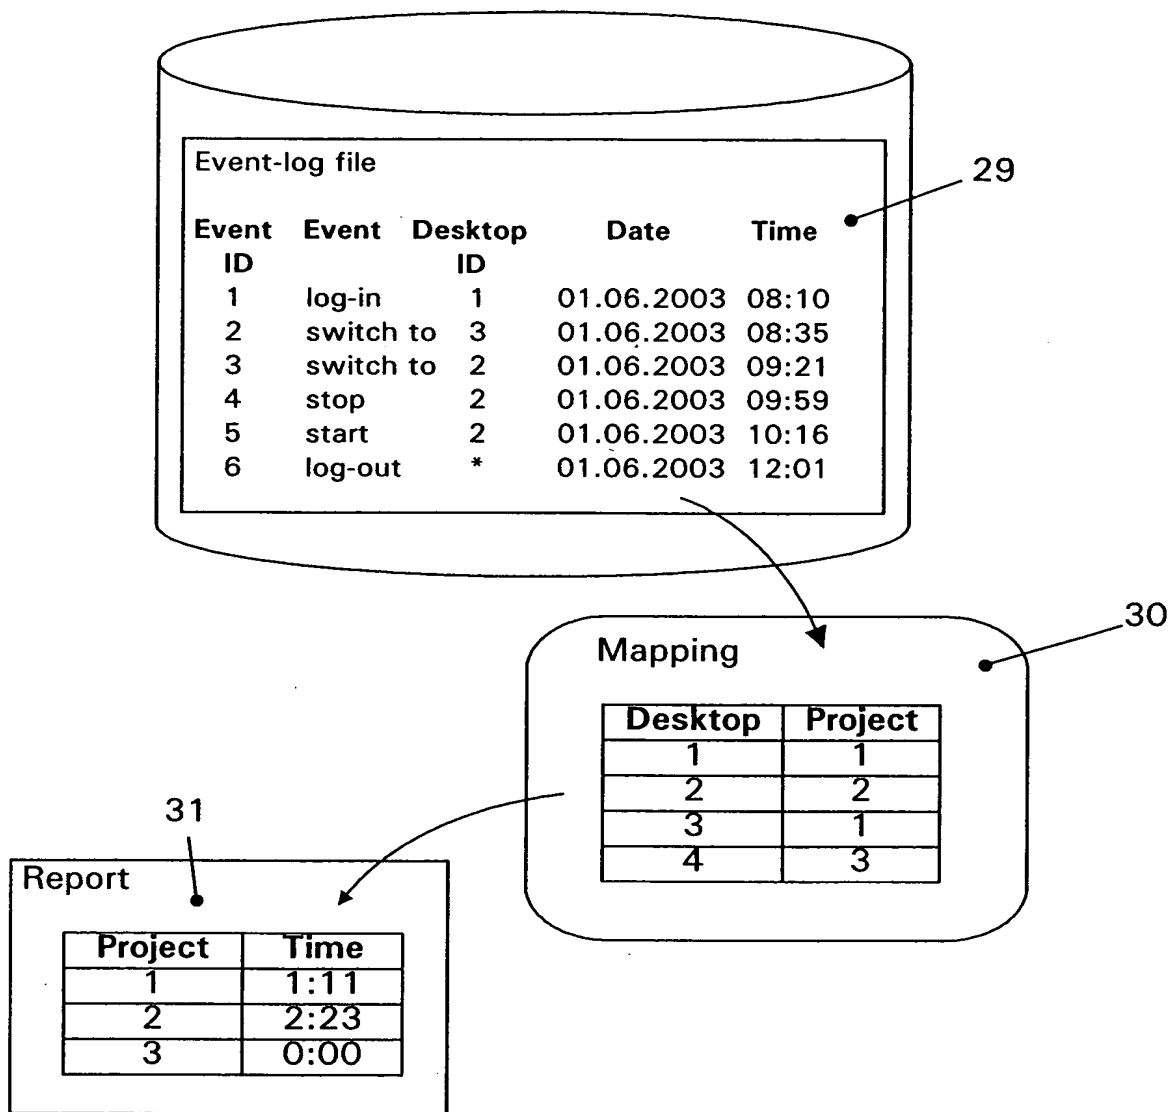 Event-log file
29
Event Event Desktop Date Time
ID ID
1 log-in 1 01.06.2003 08:10
2 switch to 3 01.06.2003 08:35
3 switch to 2 01.06.2003 09:21
4 stop 2 01.06.2003 09:59
5 start 2 01.06.2003 10:16
6 log-out * 01.06.2003 12:01
30
Mapping
Desktop Project
1 1
2 2
3 1
4 3
31
Report
Project Time
1 1:11
2 2:23
3 0:00